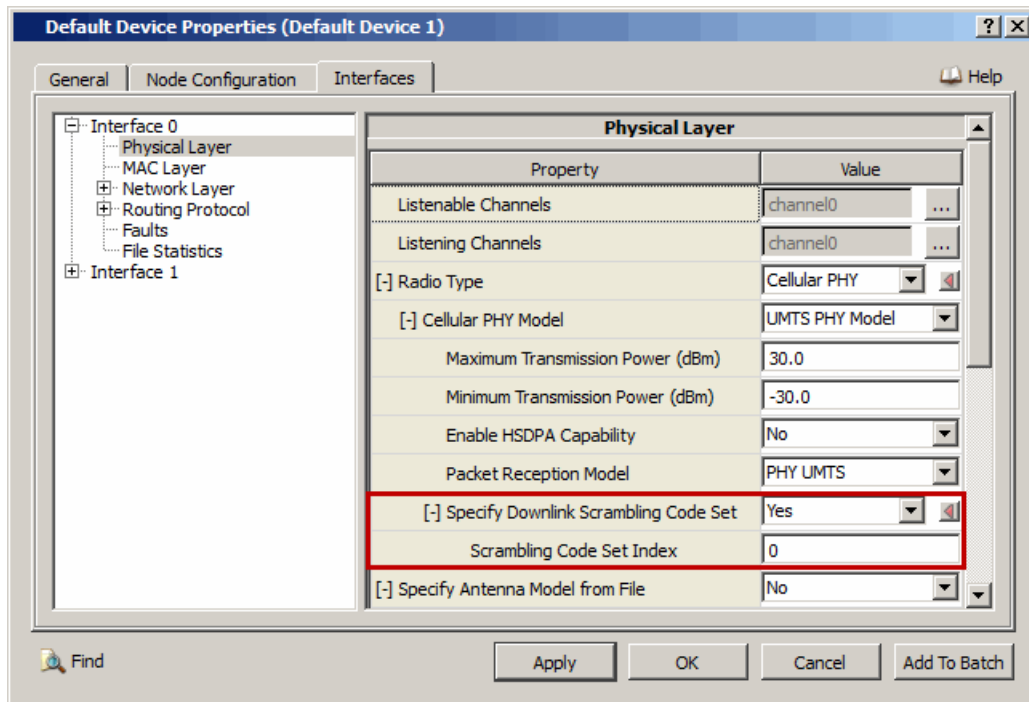 Default Device Properties (Default Device 1)
General
Node Configuration
Interfaces
Help
Interface 0
Physical Layer
MAC Layer
Network Layer
Routing Protocol
Faults
File Statistics
Interface 1
Physical Layer
Property Value
Listenable Channels channel0 ...
Listening Channels channel0 ...
[-] Radio Type Cellular PHY
[-] Cellular PHY Model UMTS PHY Model
Maximum Transmission Power (dBm) 30.0
Minimum Transmission Power (dBm) -30.0
Enable HSDPA Capability No
Packet Reception Model PHY UMTS
[-] Specify Downlink Scrambling Code Set Yes
Scrambling Code Set Index 0
[-] Specify Antenna Model from File No
Find
Apply
OK
Cancel
Add To Batch